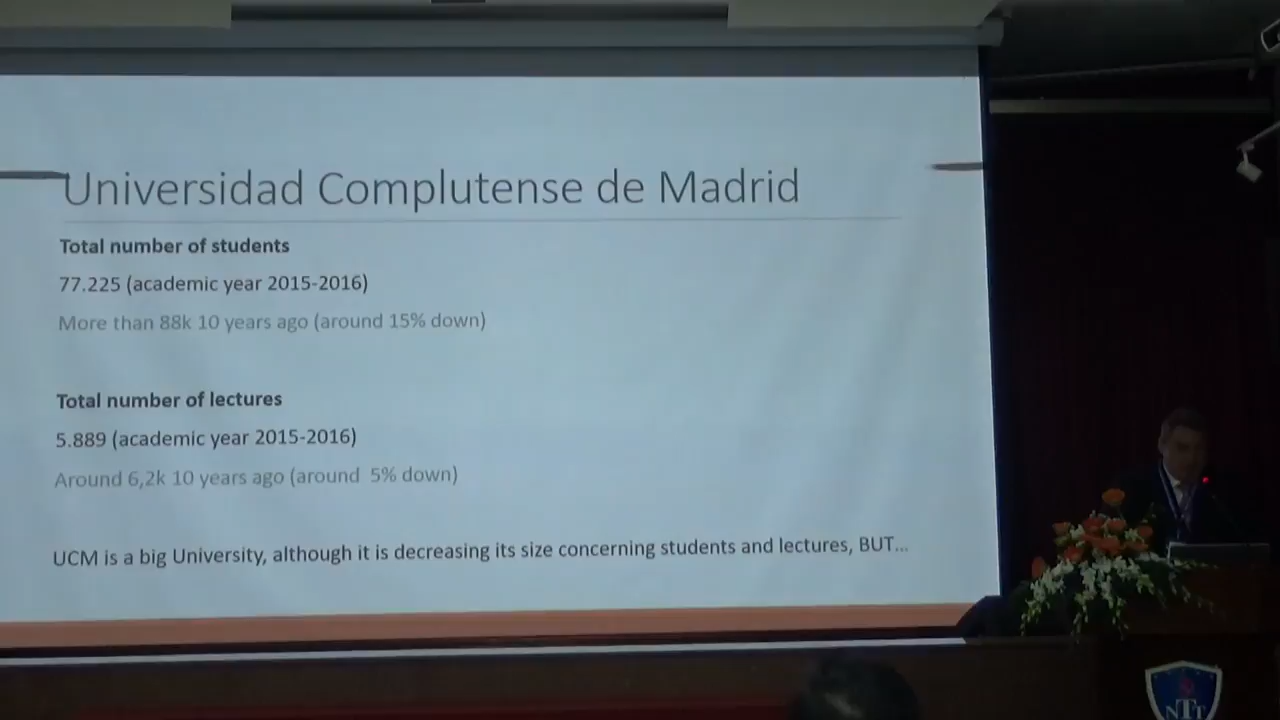 Universidad Complutense de Madrid
Total number of students
77.225 (academic year 2015-2016)
More than 88k 10 years ago (around 15% down)
Total number of lectures
5.889 (academic year 2015-2016)
Around 6,2k 10 years ago (around 5% down)
UCM is a big University, although it is decreasing its size concerning students and lectures, BUT...
NTT